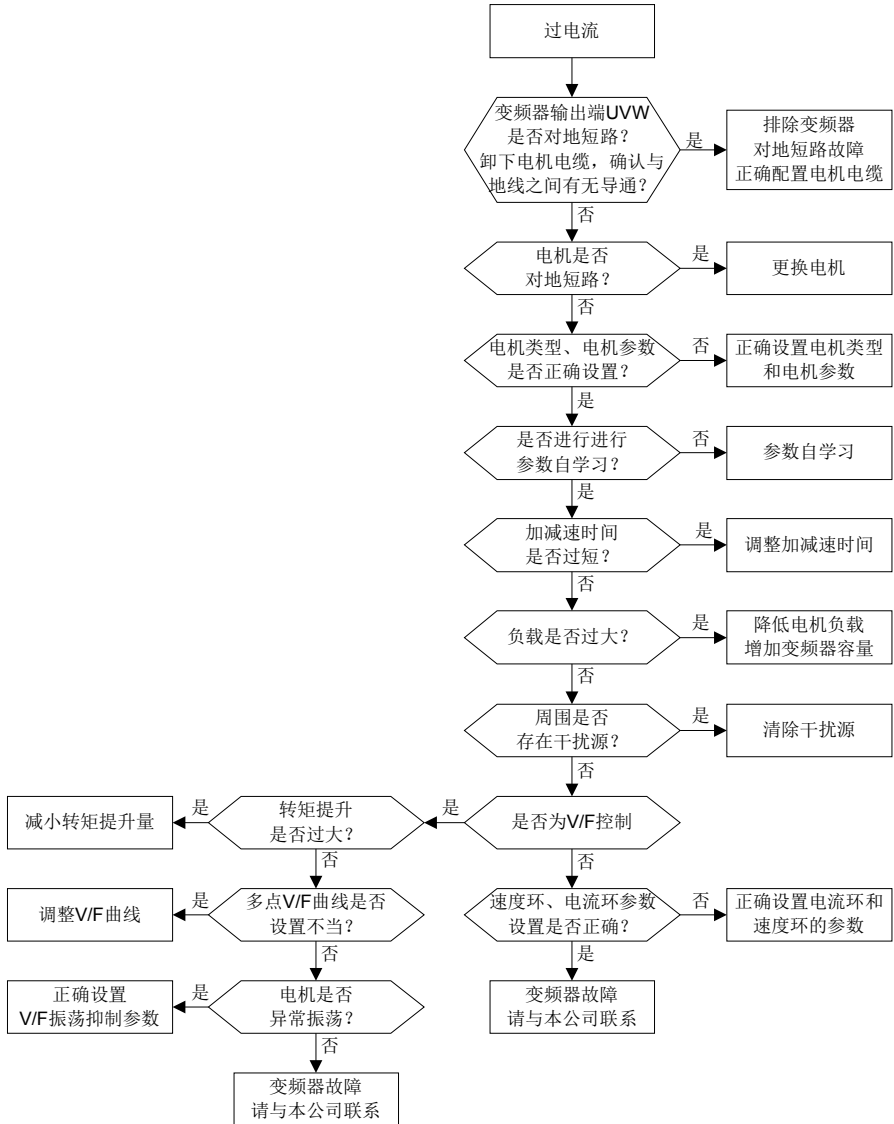 过电流
变频器输出端UVW
是否对地短路？
卸下电机电缆，确认与
地线之间有无导通？
是
排除变频器
对地短路故障
正确配置电机电缆
否
电机是否
对地短路？
是
更换电机
否
电机类型、电机参数
是否正确设置？
否
正确设置电机类型
和电机参数
是
是否进行进行
参数自学习？
否
参数自学习
是
加减速时间
是否过短？
是
调整加减速时间
否
负载是否过大？
是
降低电机负载
增加变频器容量
否
周围是否
存在干扰源？
是
清除干扰源
否
是否为V/F控制
是
转矩提升
是否过大？
是
减小转矩提升量
否
多点V/F曲线是否
设置不当？
是
调整V/F曲线
否
电机是否
异常振荡？
是
正确设置
V/F振荡抑制参数
否
变频器故障
请与本公司联系
否
速度环、电流环参数
设置是否正确？
否
正确设置电流环和
速度环的参数
是
变频器故障
请与本公司联系